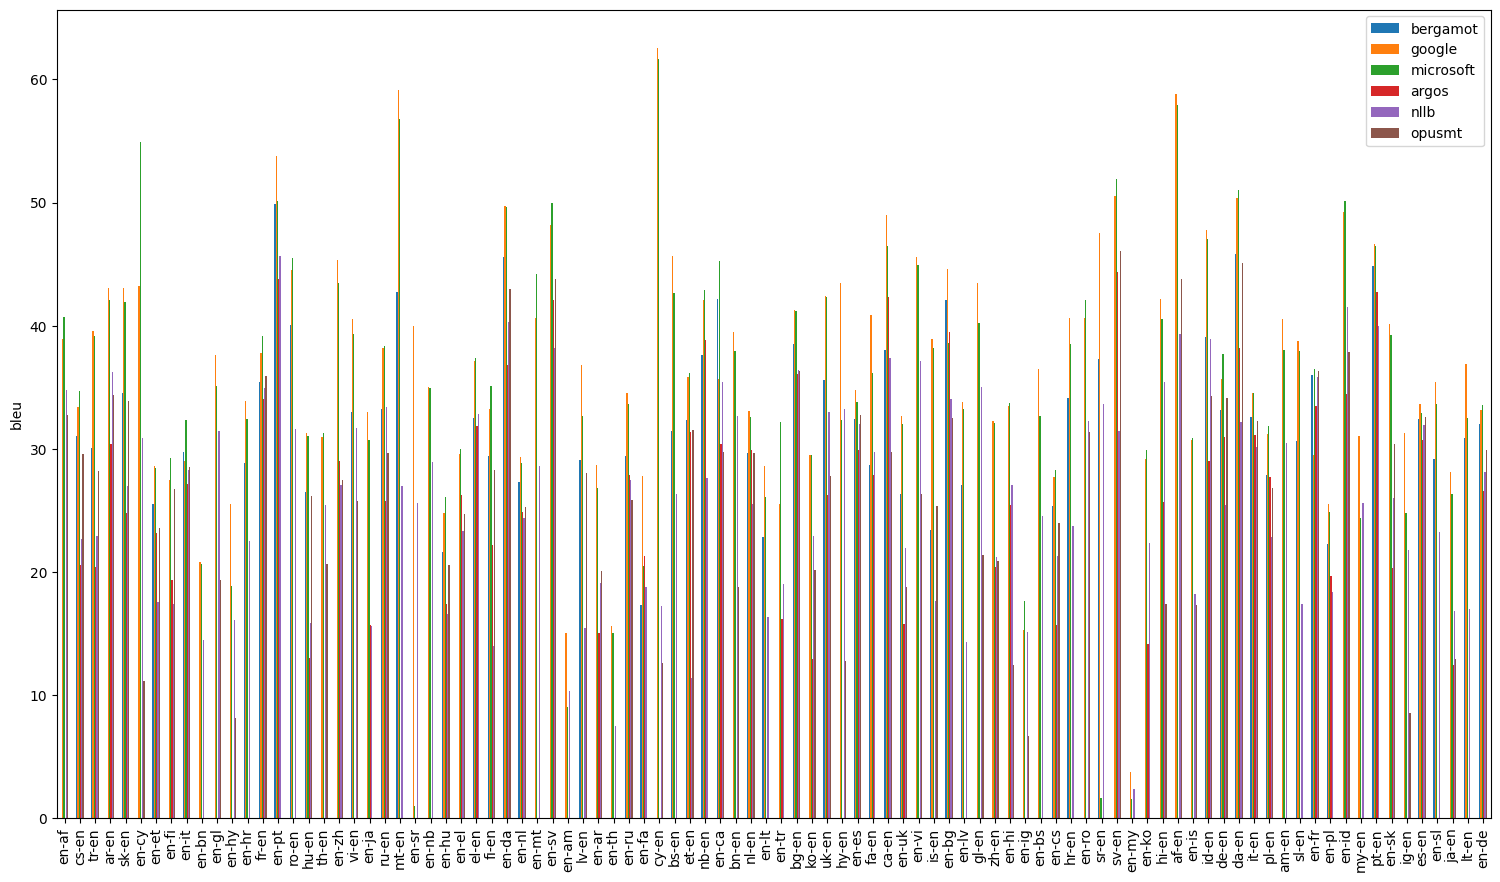 bergamot
google
microsoft
argos
nllb
opusmt
bleu
60
50
40
30
20
10
0
en-af
cs-en
tr-en
ar-en
sk-en
en-cy
en-et
en-fi
en-it
en-bn
en-gl
en-hy
en-hr
fr-en
en-pt
ro-en
hu-en
th-en
en-zh
vi-en
en-ja
ru-en
mt-en
en-sr
en-nb
en-hu
en-el
el-en
fi-en
en-da
en-nl
en-mt
en-sv
en-am
lv-en
en-ar
en-th
en-ru
en-fa
cy-en
bs-en
et-en
nb-en
en-ca
bn-en
nl-en
en-lt
en-tr
bg-en
ko-en
uk-en
hy-en
en-es
fa-en
ca-en
en-uk
en-vi
is-en
en-bg
en-lv
gl-en
zh-en
en-hi
en-ig
en-bs
en-cs
hr-en
en-ro
sr-en
sv-en
en-my
en-ko
hi-en
af-en
en-is
id-en
de-en
da-en
it-en
pl-en
am-en
sl-en
en-fr
en-pl
en-id
my-en
pt-en
en-sk
ig-en
es-en
en-sl
ja-en
lt-en
en-de